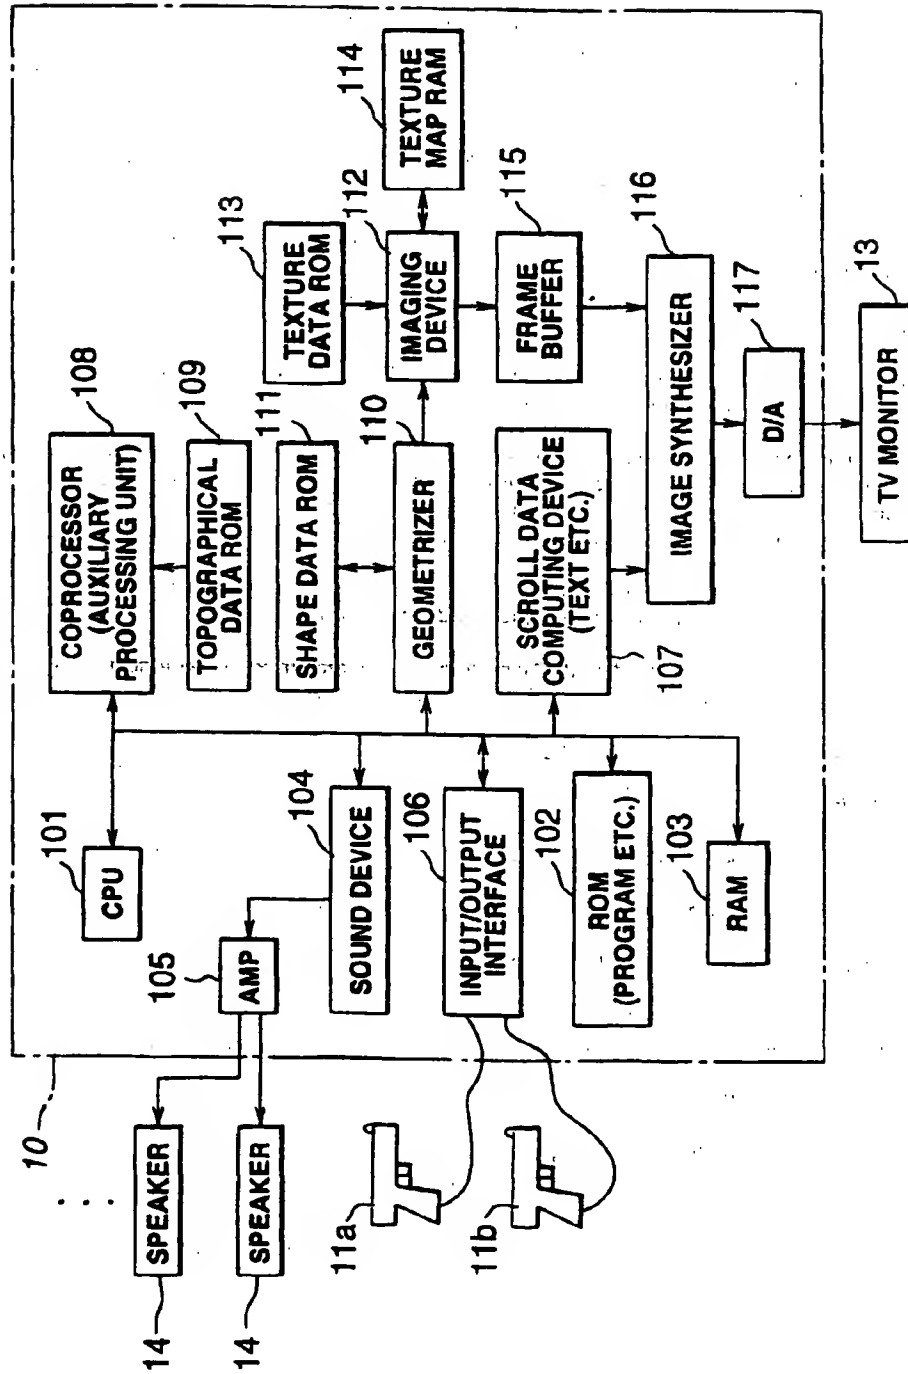 10
14
SPEAKER
14
SPEAKER
11a
11b
105
AMP
101
CPU
104
SOUND DEVICE
106
INPUT/OUTPUT
INTERFACE
102
ROM
(PROGRAM ETC.)
103
RAM
108
COPROCESSOR
(AUXILIARY
PROCESSING UNIT)
109
TOPOGRAPHICAL
DATA ROM
111
SHAPE DATA ROM
110
GEOMETRIZER
SCROLL DATA
COMPUTING DEVICE
(TEXT ETC.)
107
113
TEXTURE
DATA ROM
112
IMAGING
DEVICE
114
TEXTURE
MAP RAM
115
FRAME
BUFFER
116
IMAGE SYNTHESIZER
117
D/A
13
TV MONITOR